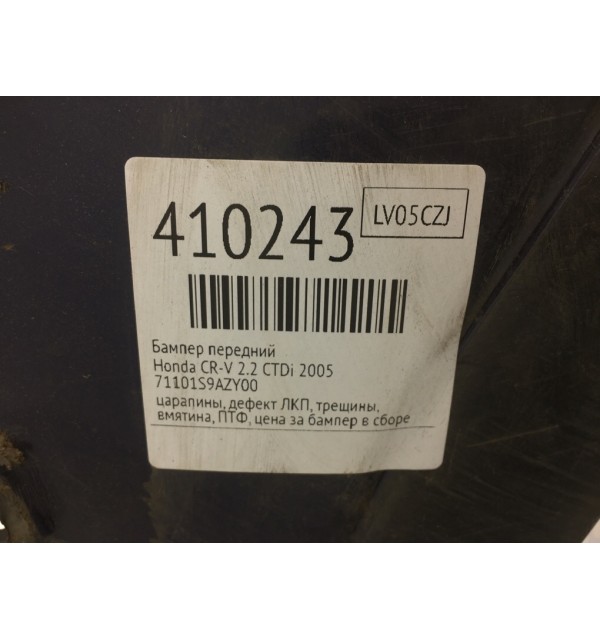 410243
LV05CZJ
Бампер передний
Honda CR-V 2.2 CTDi 2005
71101S9AZY00
царапины, дефект ЛКП, трещины,
вмятина, ПТФ, цена за бампер в сборе